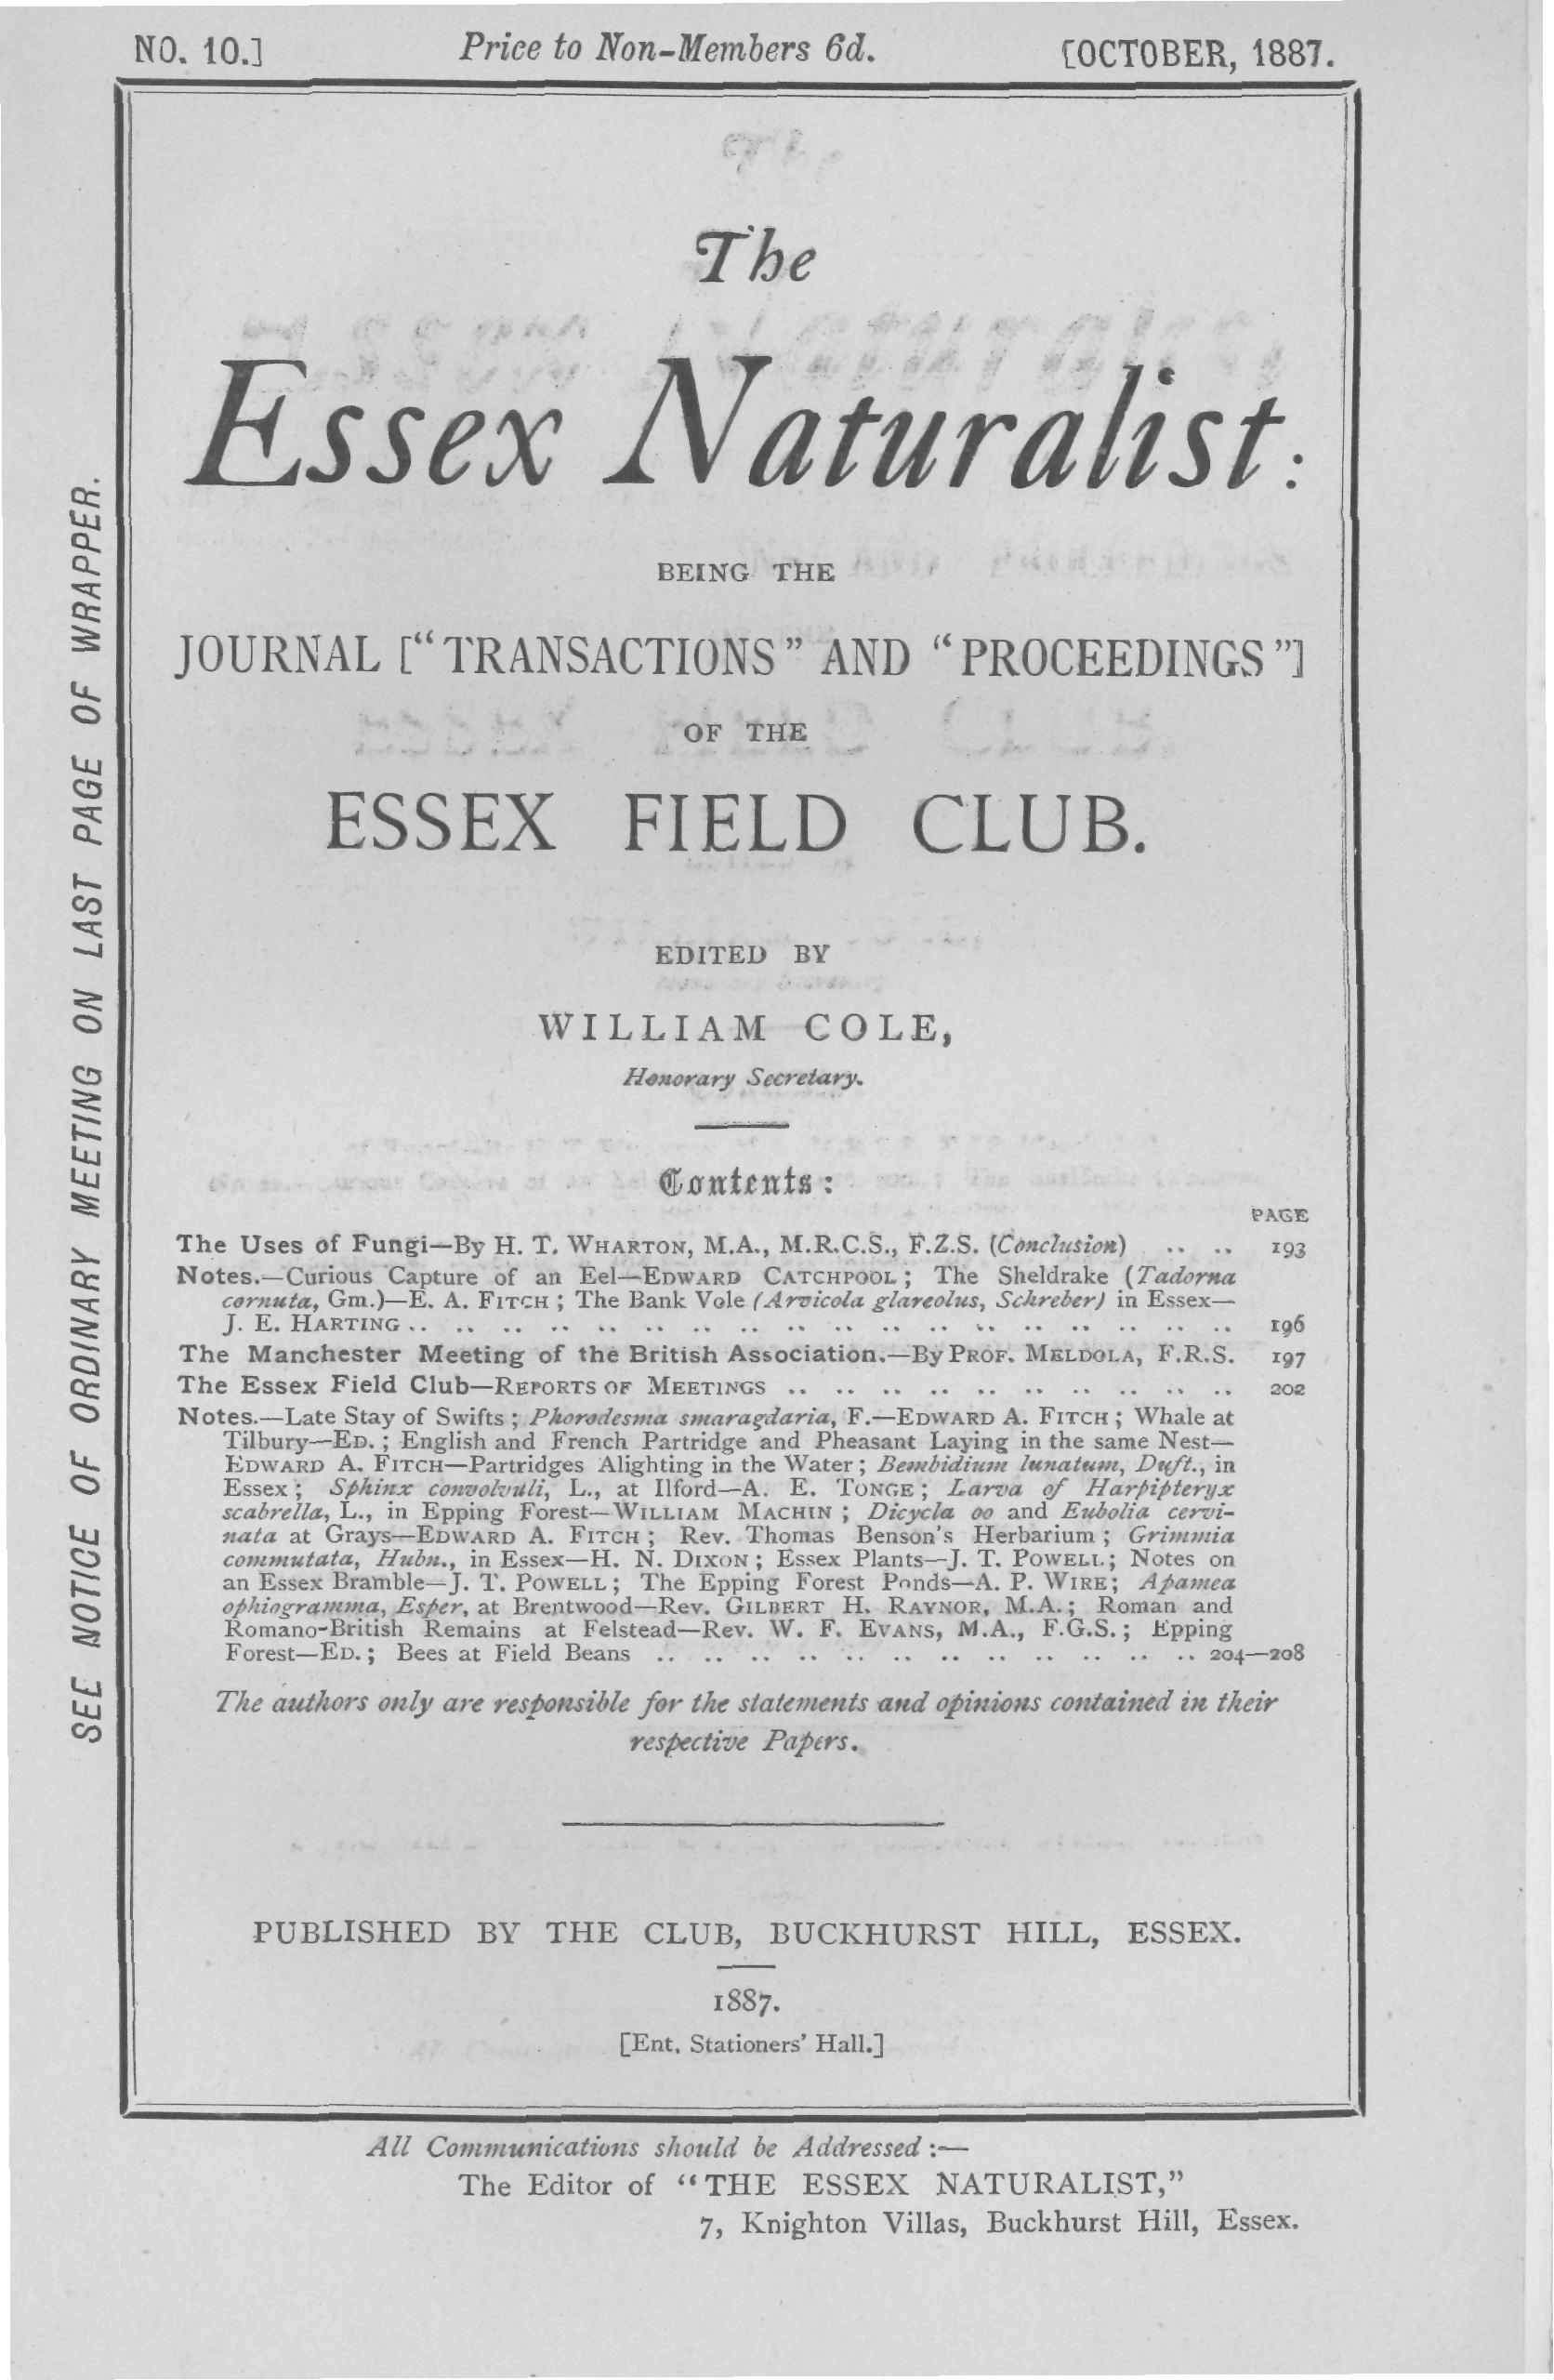 NO. 10.]
Price to Non-Members 6d.
[OCTOBER, 1887.
SEE NOTICE OF ORDINARY MEETING ON LAST PAGE OF WRAPPER.
The
Essex Naturalist:
BEING THE
JOURNAL ["TRANSACTIONS" AND "PROCEEDINGS"]
OF THE
ESSEX FIELD CLUB.
EDITED BY
WILLIAM COLE,
Honorary Secretary.
Contents:
PAGE
The Uses of Fungi—By H. T. WHARTON, M.A., M.R.C.S., F.Z.S. (Conclusion) .. .. 193
Notes.—Curious Capture of an Eel—EDWARD CATCHPOOL; The Sheldrake (Tadorna
cornuta, Gm.)—E. A. FITCH; The Bank Vole (Arvicola glareolus, Schreber) in Essex—
J. E. HARTING .. .. .. .. .. .. .. .. .. .. .. .. .. .. .. .. .. .. 196
The Manchester Meeting of the British Association.—By PROF. MELDOLA, F.R.S. 197
The Essex Field Club—REPORTS OF MEETINGS .. .. .. .. .. .. .. .. .. .. 202
Notes.—Late Stay of Swifts; Phorodesma smaragdaria, F.—EDWARD A. FITCH; Whale at
Tilbury—ED.; English and French Partridge and Pheasant Laying in the same Nest—
EDWARD A. FITCH—Partridges Alighting in the Water; Bembidium lunatum, Duft., in
Essex; Sphinx convolvuli, L., at Ilford—A. E. TONGE; Larva of Harpipteryx
scabrella, L., in Epping Forest—WILLIAM MACHIN; Dicycla oo and Eubolia cervi-
nata at Grays—EDWARD A. FITCH; Rev. Thomas Benson's Herbarium; Grimmia
commutata, Hubn., in Essex—H. N. DIXON; Essex Plants—J. T. POWELL; Notes on
an Essex Bramble—J. T. POWELL; The Epping Forest Ponds—A. P. WIRE; Apamea
ophiogramma, Esper, at Brentwood—Rev. GILBERT H. RAYNOR, M.A.; Roman and
Romano-British Remains at Felstead—Rev. W. F. EVANS, M.A., F.G.S.; Epping
Forest—ED.; Bees at Field Beans .. .. .. .. .. .. .. .. .. .. .. .. 204—208
The authors only are responsible for the statements and opinions contained in their
respective Papers.
PUBLISHED BY THE CLUB, BUCKHURST HILL, ESSEX.
1887.
[Ent. Stationers' Hall.]
All Communications should be Addressed:—
The Editor of "THE ESSEX NATURALIST,"
7, Knighton Villas, Buckhurst Hill, Essex.